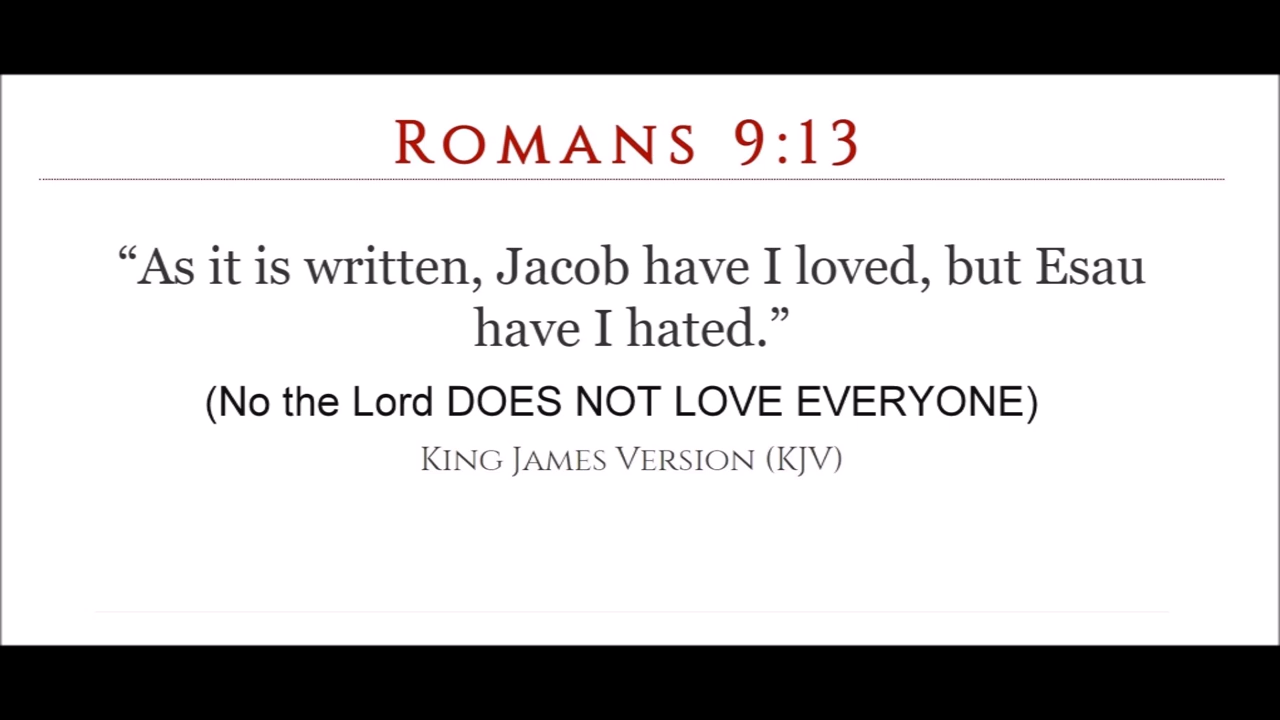 Romans 9:13
“As it is written, Jacob have I loved, but Esau
have I hated.”
(No the Lord DOES NOT LOVE EVERYONE)
King James Version (KJV)